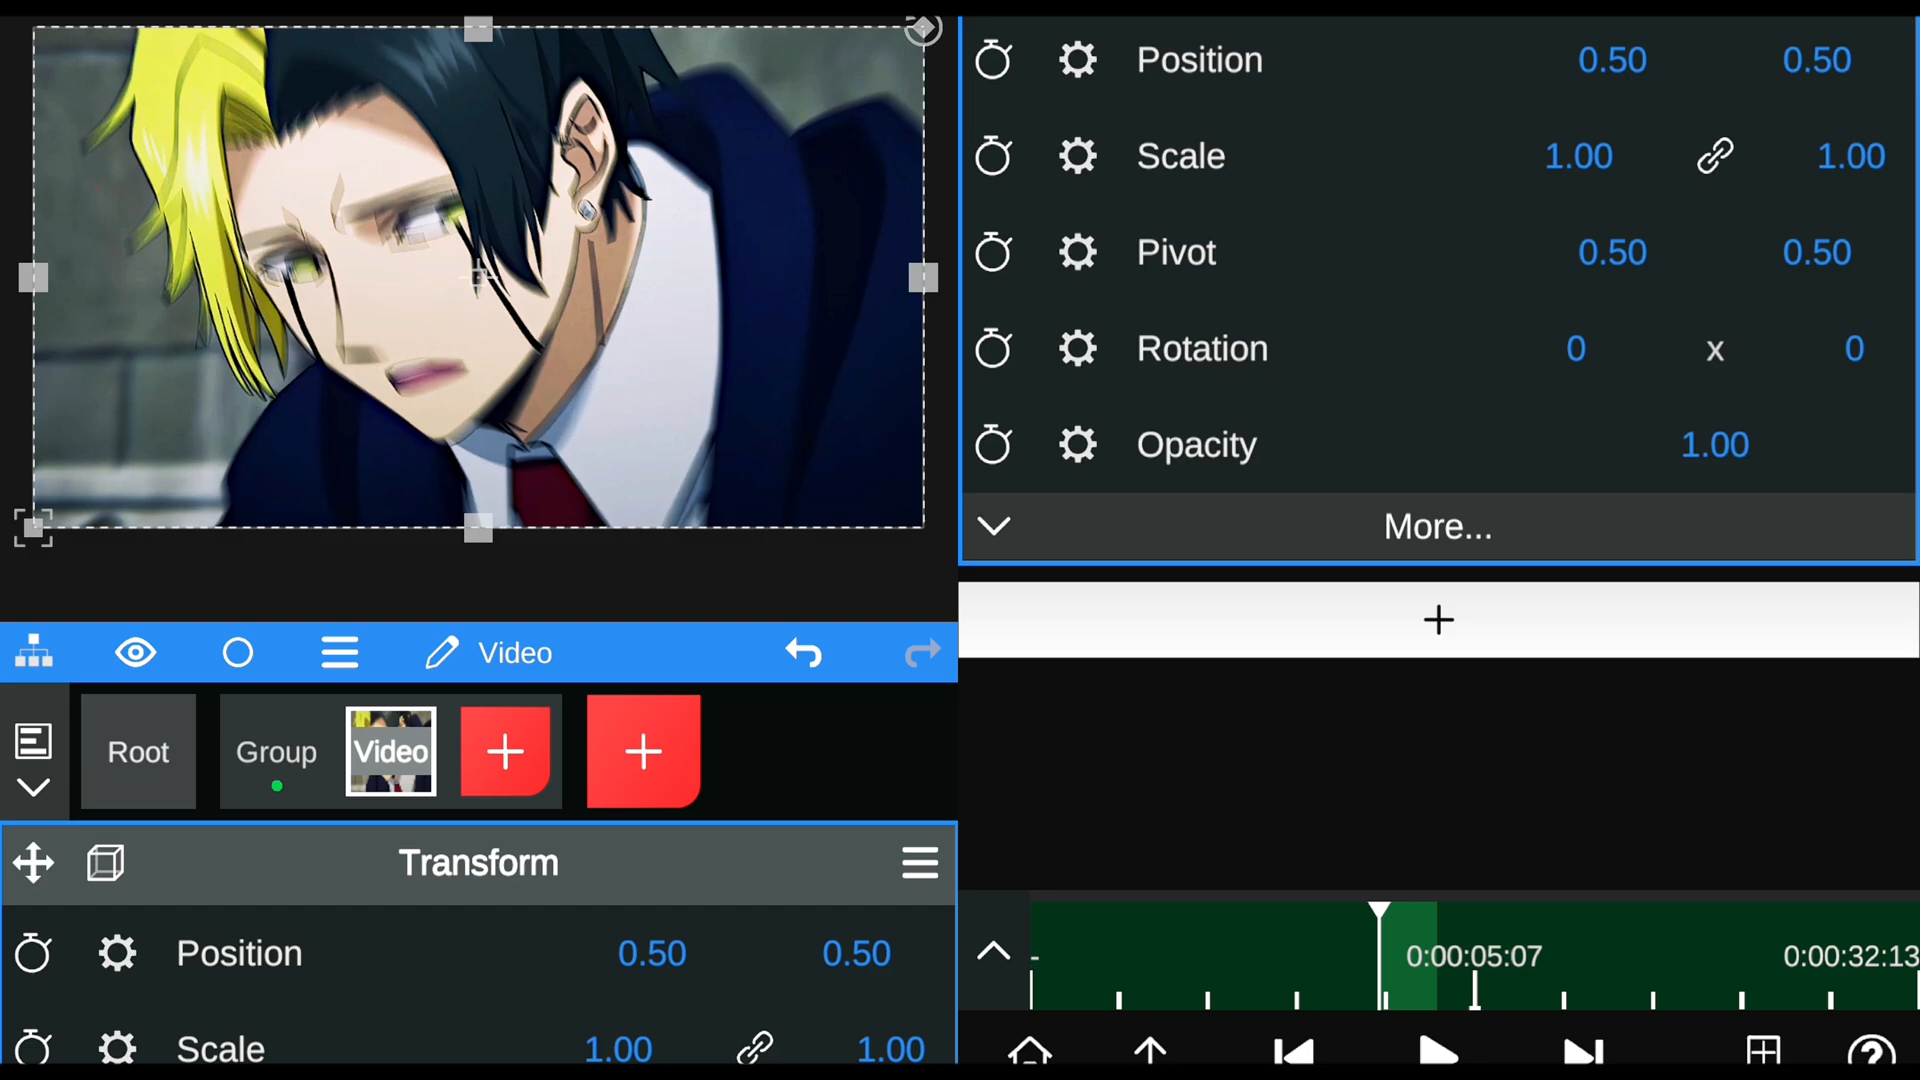 Position 0.50 0.50
Scale 1.00 1.00
Pivot 0.50 0.50
Rotation 0 x 0
Opacity 1.00
More...
Video
Root Group Video
Transform
Position 0.50 0.50
Scale 1.00 1.00
0:00:05:07 0:00:32:13